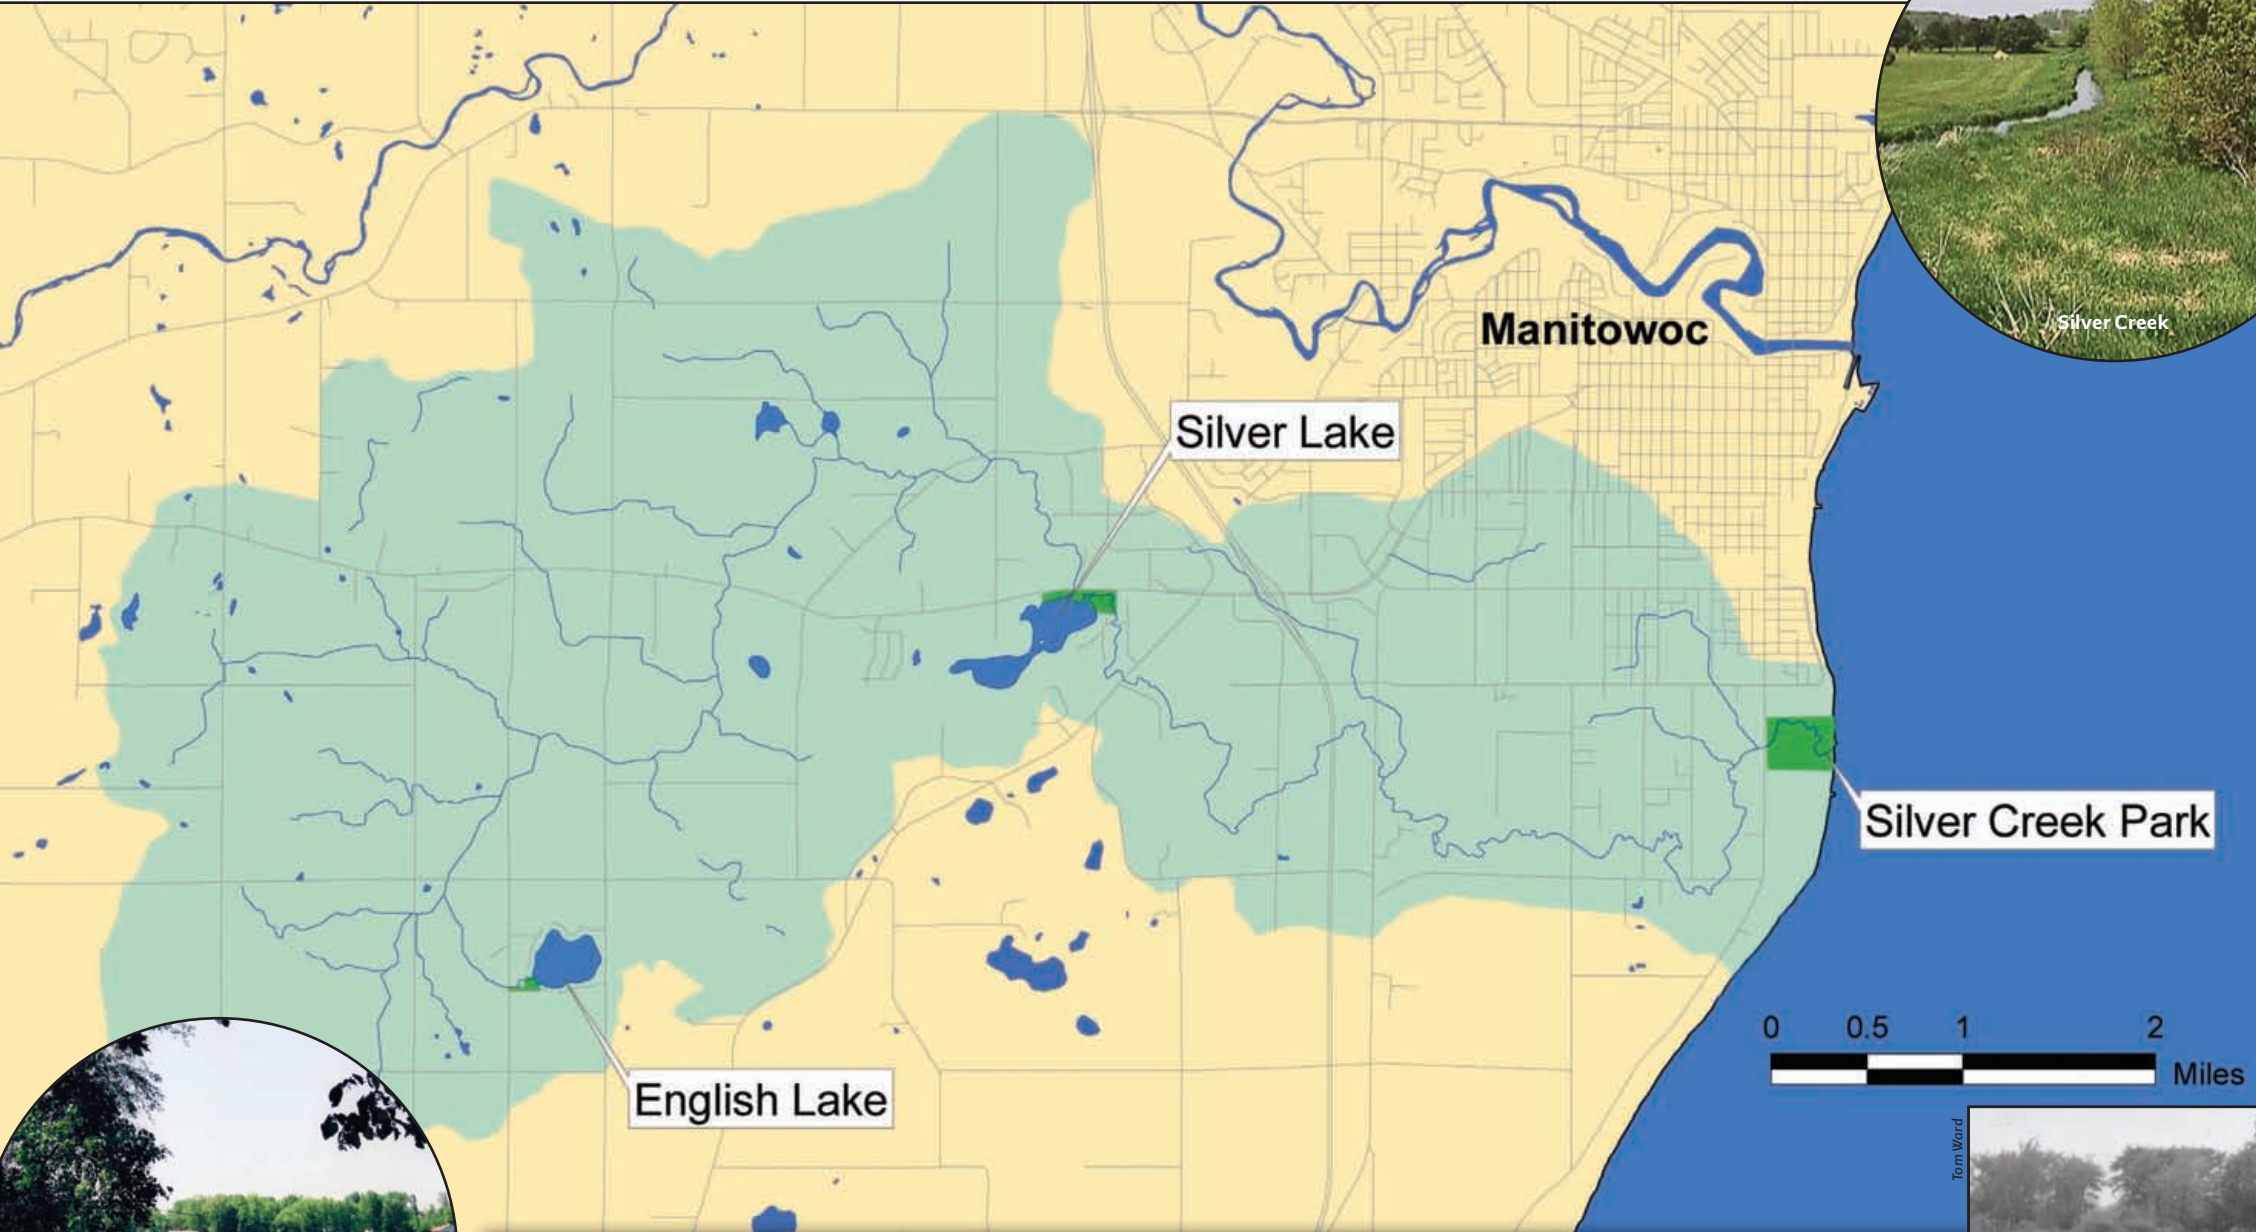 Silver Creek
Manitowoc
Silver Lake
Silver Creek Park
0 0.5 1 2
Miles
English Lake
Tom Ward